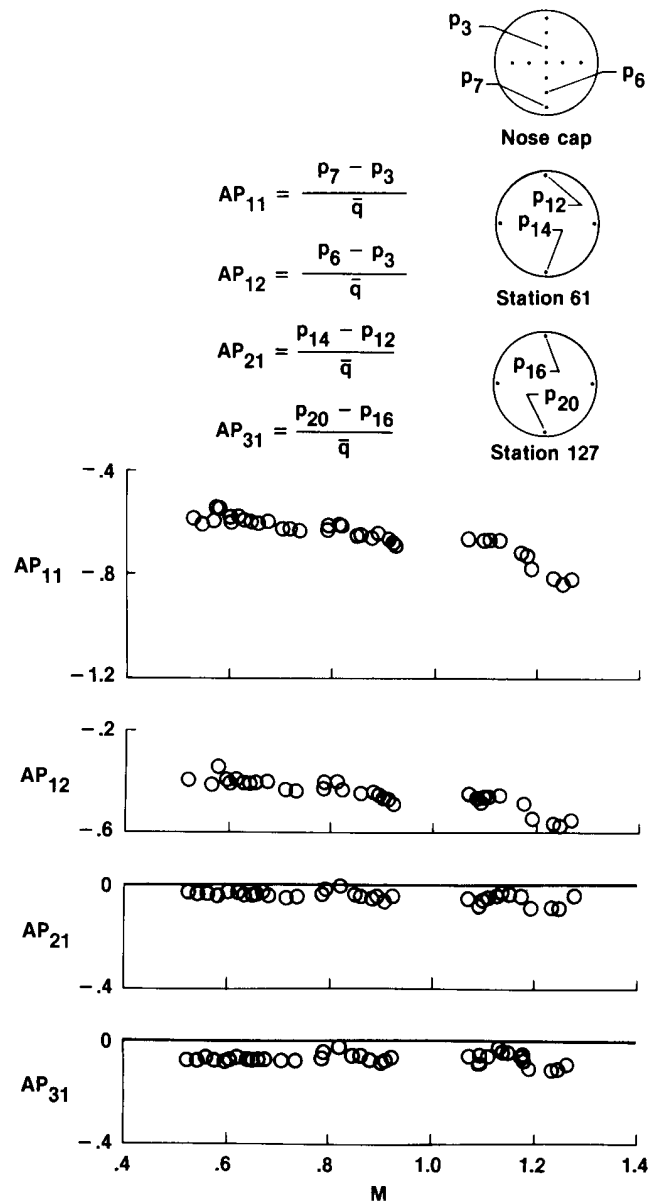 p3
p7
p6
Nose cap
AP11 = p7 − p3 / q̄
p12
p14
AP12 = p6 − p3 / q̄
Station 61
AP21 = p14 − p12 / q̄
p16
p20
AP31 = p20 − p16 / q̄
Station 127
−.4
AP11 −.8
−1.2
−.2
AP12
−.6
0
AP21
−.4
0
AP31
−.4
.4 .6 .8 1.0 1.2 1.4
M